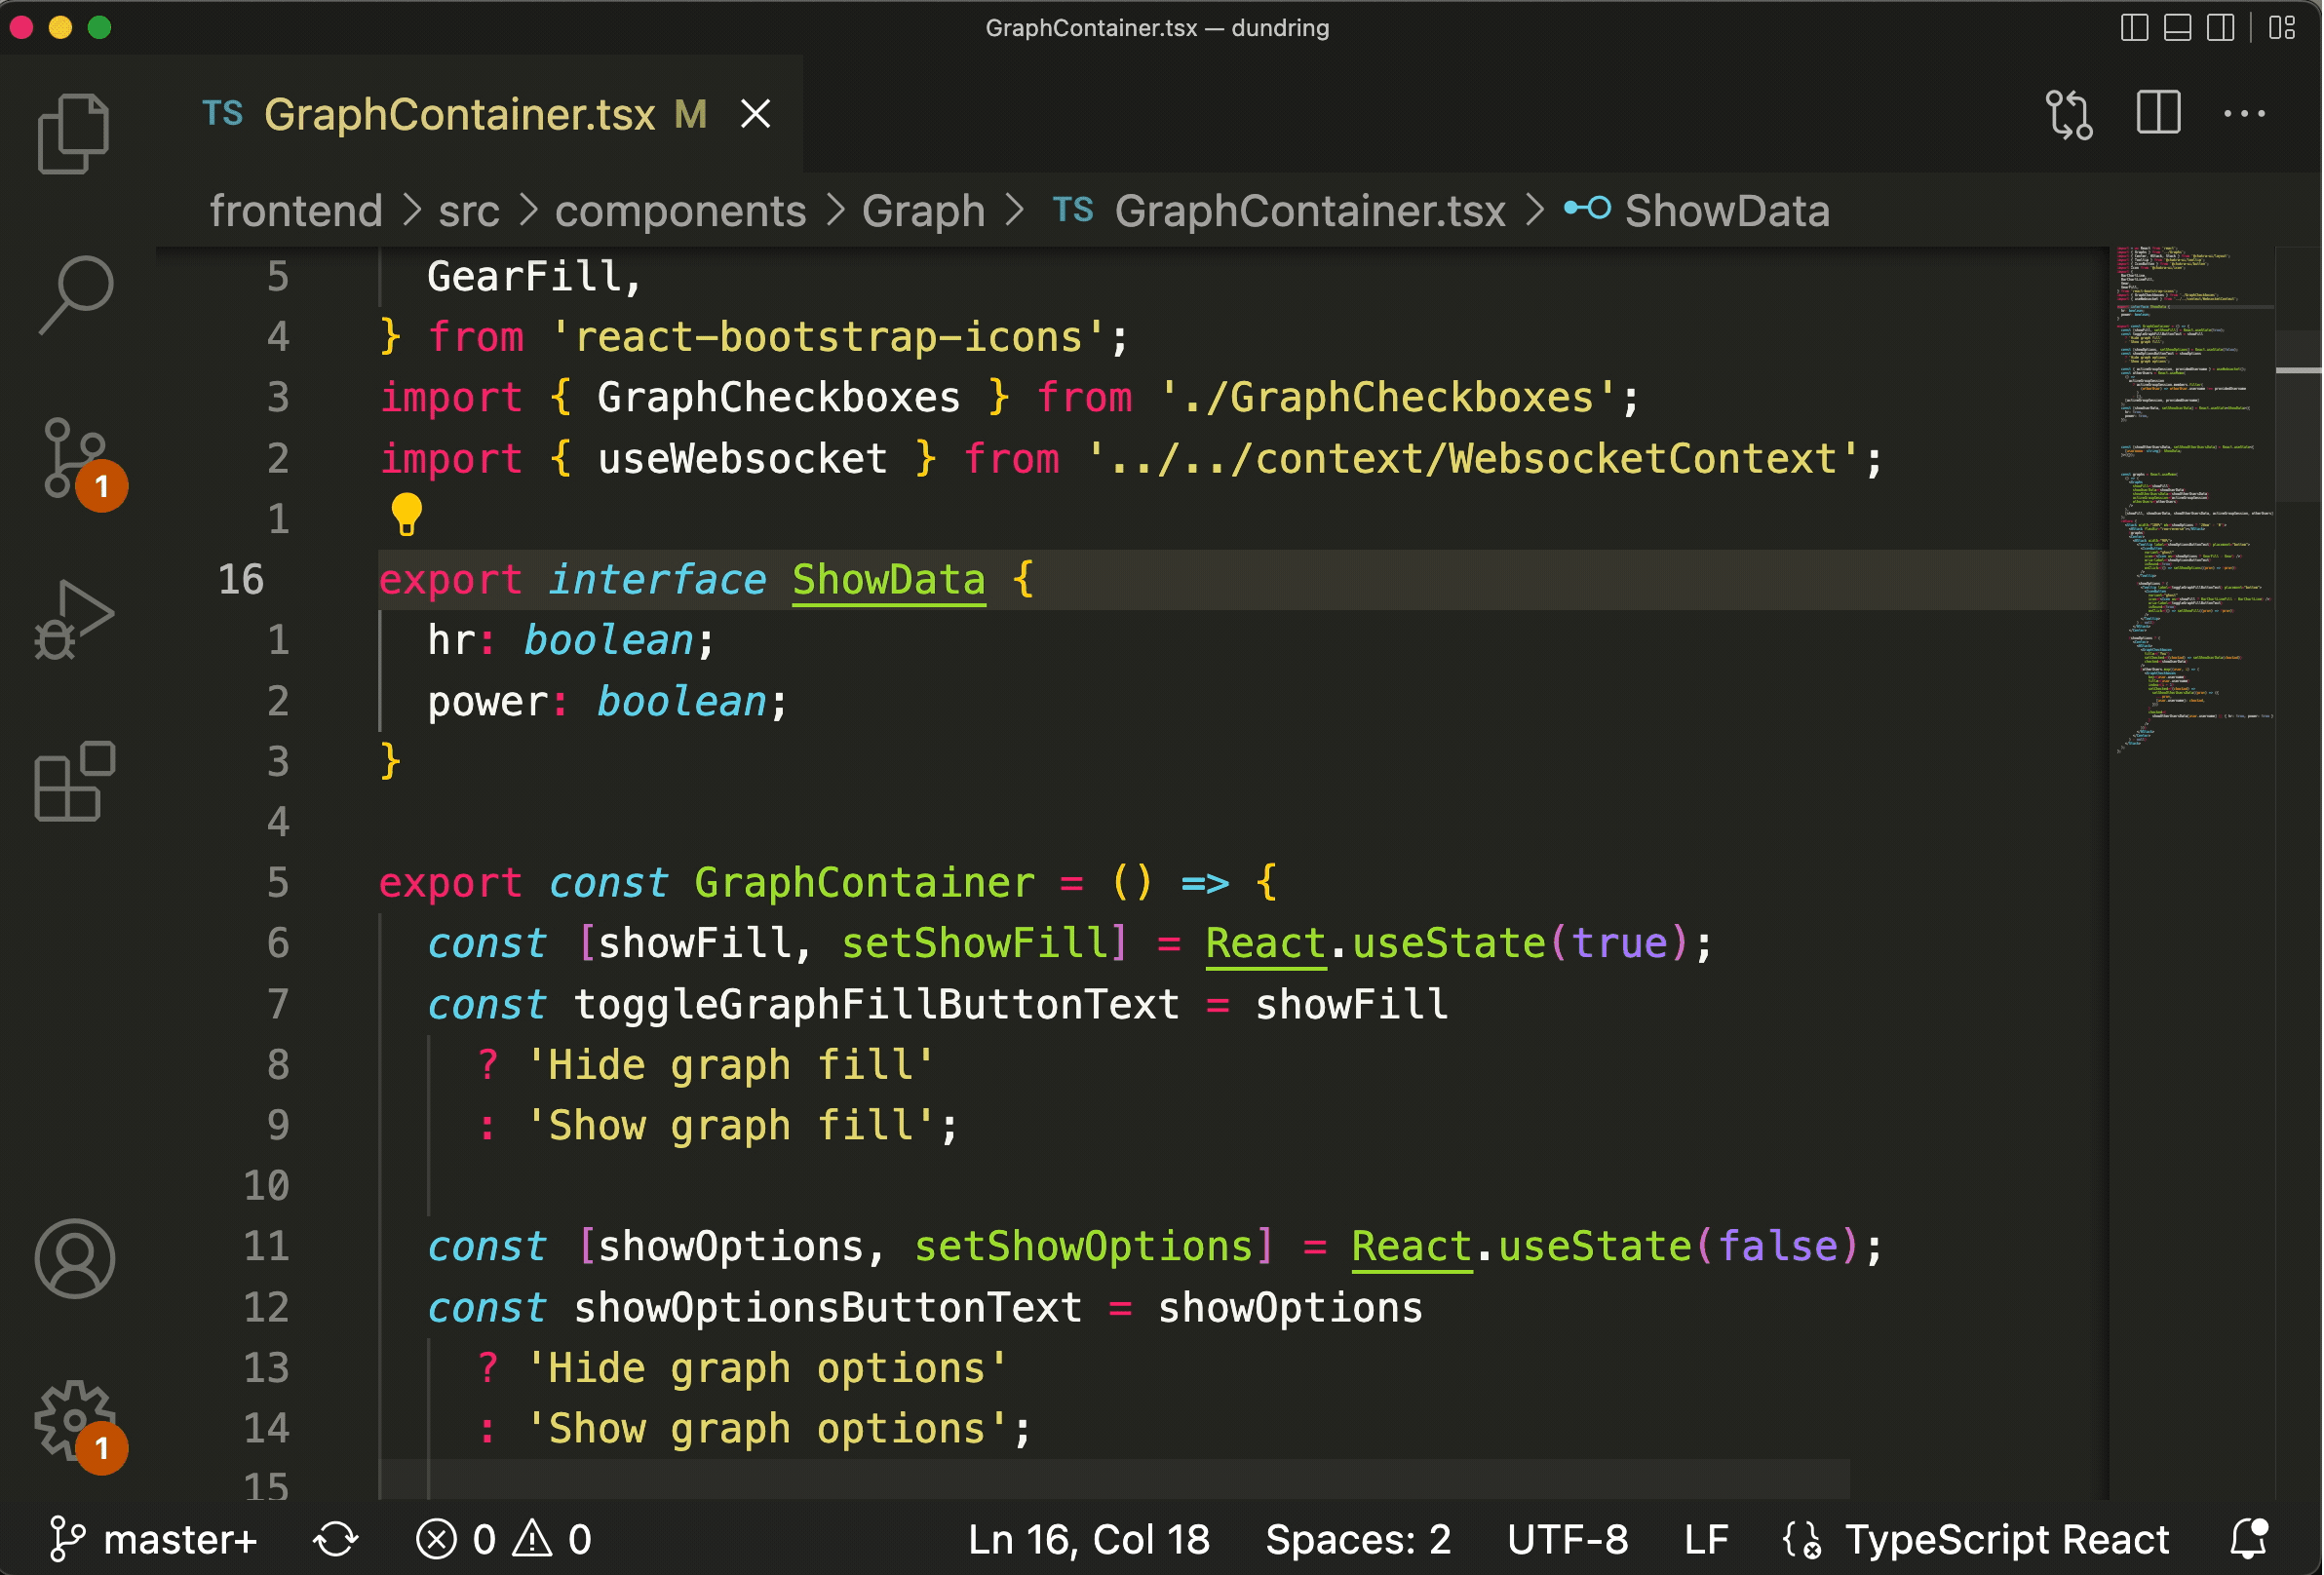 GraphContainer.tsx — dundring
TS GraphContainer.tsx M
frontend > src > components > Graph > TS GraphContainer.tsx > ShowData
5 GearFill,
4 } from 'react-bootstrap-icons';
3 import { GraphCheckboxes } from './GraphCheckboxes';
2 import { useWebsocket } from '../../context/WebsocketContext';
1
16 export interface ShowData {
1 hr: boolean;
2 power: boolean;
3 }
4
5 export const GraphContainer = () => {
6 const [showFill, setShowFill] = React.useState(true);
7 const toggleGraphFillButtonText = showFill
8 ? 'Hide graph fill'
9 : 'Show graph fill';
10
11 const [showOptions, setShowOptions] = React.useState(false);
12 const showOptionsButtonText = showOptions
13 ? 'Hide graph options'
14 : 'Show graph options';
15
1
1
master+ 0 0 Ln 16, Col 18 Spaces: 2 UTF-8 LF TypeScript React